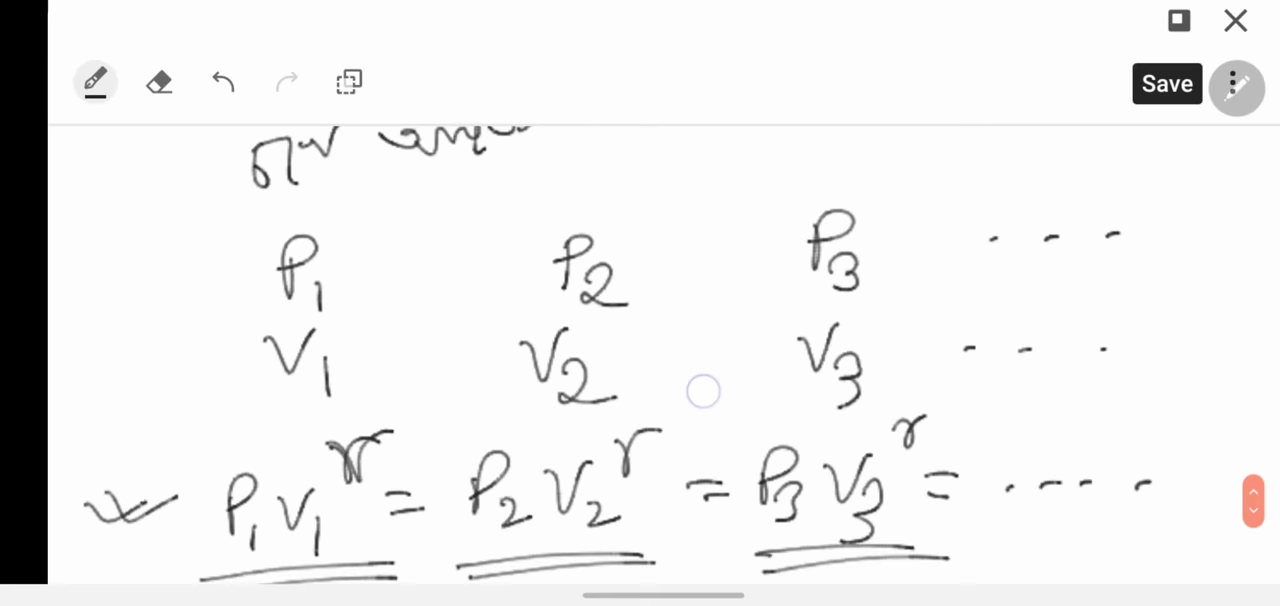 Save
P₁ P₂ P₃ - - -
V₁ V₂ V₃ - - -
P₁V₁^γ = P₂V₂^γ = P₃V₃^γ = - - - -